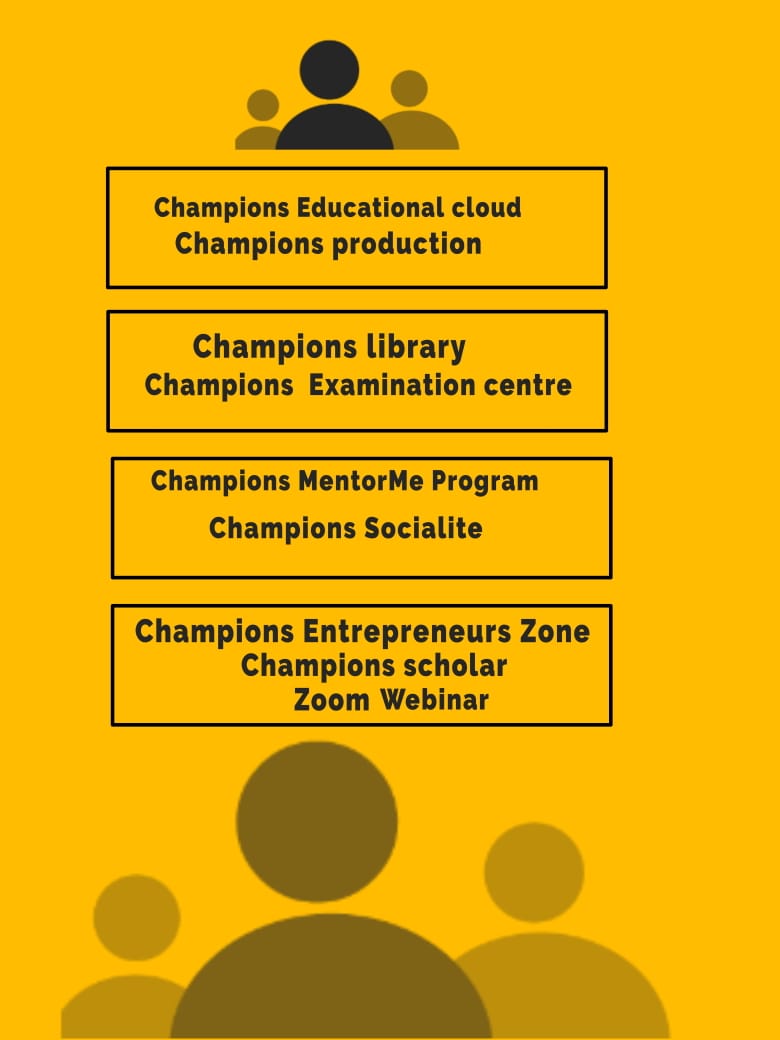 Champions Educational cloud
Champions production
Champions library
Champions Examination centre
Champions MentorMe Program
Champions Socialite
Champions Entrepreneurs Zone
Champions scholar
Zoom Webinar